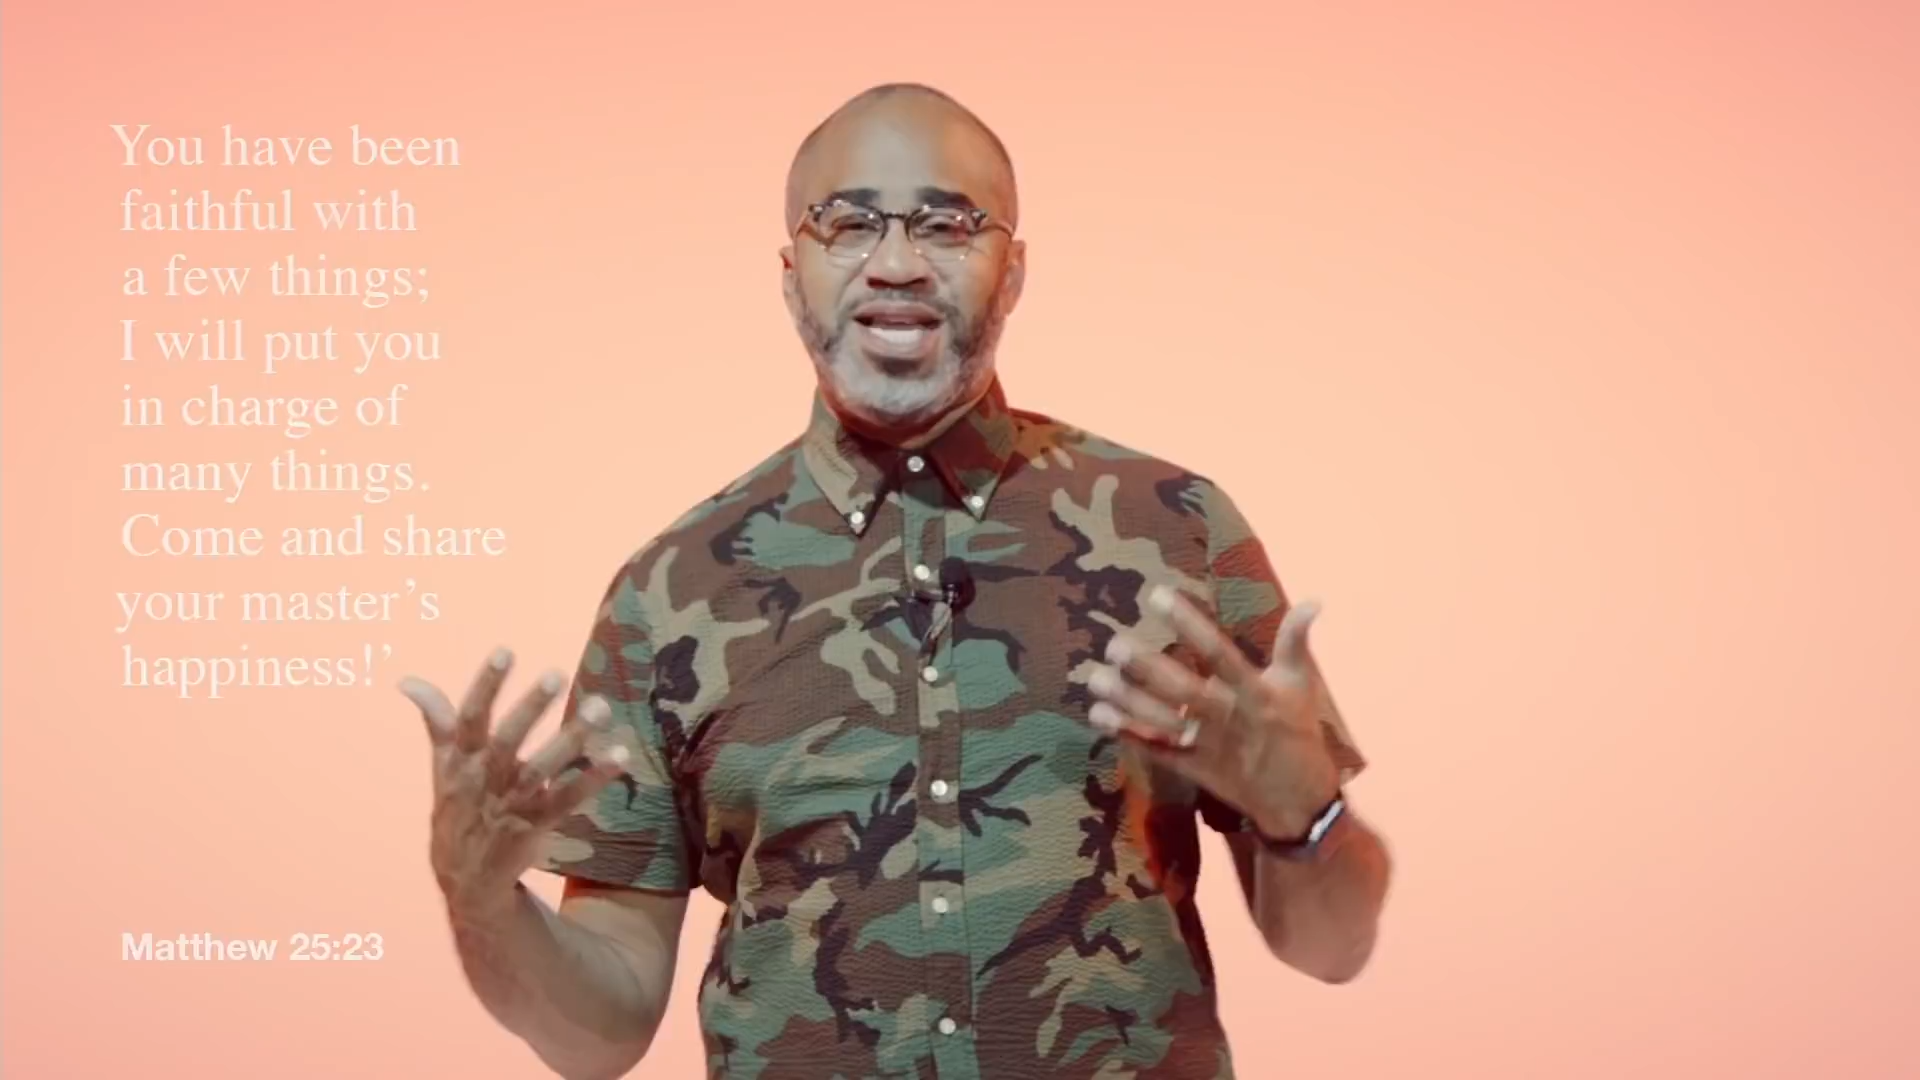 You have been
faithful with
a few things;
I will put you
in charge of
many things.
Come and share
your master’s
happiness!’
Matthew 25:23